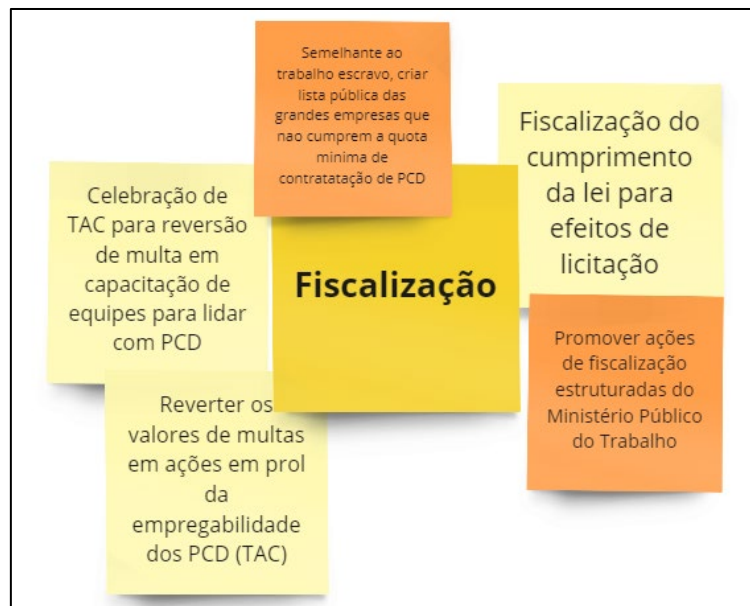 Semelhante ao
trabalho escravo, criar
lista pública das
grandes empresas que
nao cumprem a quota
minima de
contratatação de PCD
Fiscalização do
cumprimento
da lei para
efeitos de
licitação
Celebração de
TAC para reversão
de multa em
capacitação de
equipes para lidar
com PCD
Fiscalização
Promover ações
de fiscalização
estruturadas do
Ministério Público
do Trabalho
Reverter os
valores de multas
em ações em prol
da
empregabilidade
dos PCD (TAC)